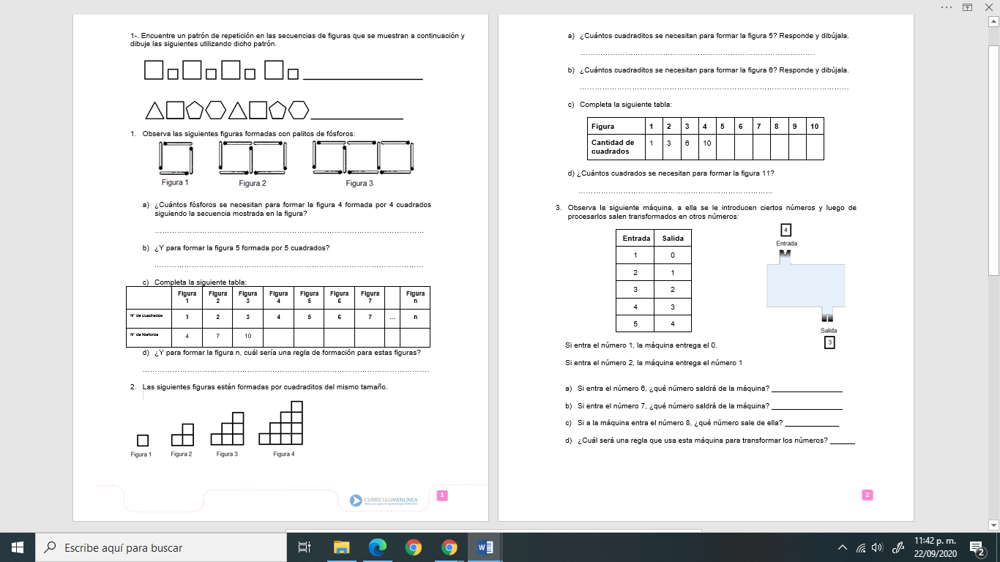 1-. Encuentre un patrón de repetición en las secuencias de figuras que se muestran a continuación y
dibuje las siguientes utilizando dicho patrón.
1. Observa las siguientes figuras formadas con palitos de fósforos:
Figura 1
Figura 2
Figura 3
a) ¿Cuántos fósforos se necesitan para formar la figura 4 formada por 4 cuadrados
siguiendo la secuencia mostrada en la figura?
b) ¿Y para formar la figura 5 formada por 5 cuadrados?
c) Completa la siguiente tabla:
Figura 1 Figura 2 Figura 3 Figura 4 Figura 5 Figura 6 Figura 7 Figura n
N° de cuadrados 1 2 3 4 5 6 7 ... n
N° de fósforos 4 7 10
d) ¿Y para formar la figura n, cuál sería una regla de formación para estas figuras?
2. Las siguientes figuras están formadas por cuadraditos del mismo tamaño.
Figura 1
Figura 2
Figura 3
Figura 4
CURRÍCULUMENLÍNEA
1
a) ¿Cuántos cuadraditos se necesitan para formar la figura 5? Responde y dibújala.
b) ¿Cuántos cuadraditos se necesitan para formar la figura 6? Responde y dibújala.
c) Completa la siguiente tabla:
Figura 1 2 3 4 5 6 7 8 9 10
Cantidad de cuadrados 1 3 6 10
d) ¿Cuántos cuadrados se necesitan para formar la figura 11?
3. Observa la siguiente máquina, a ella se le introducen ciertos números y luego de
procesarlos salen transformados en otros números:
Entrada Salida
1 0
2 1
3 2
4 3
5 4
4
Entrada
Salida
3
Si entra el número 1, la máquina entrega el 0.
Si entra el número 2, la máquina entrega el número 1
a) Si entra el número 6, ¿qué número saldrá de la máquina?
b) Si entra el número 7, ¿qué número saldrá de la máquina?
c) Si a la máquina entra el número 8, ¿qué número sale de ella?
d) ¿Cuál será una regla que usa esta máquina para transformar los números?
2
Escribe aquí para buscar
11:42 p. m.
22/09/2020
2